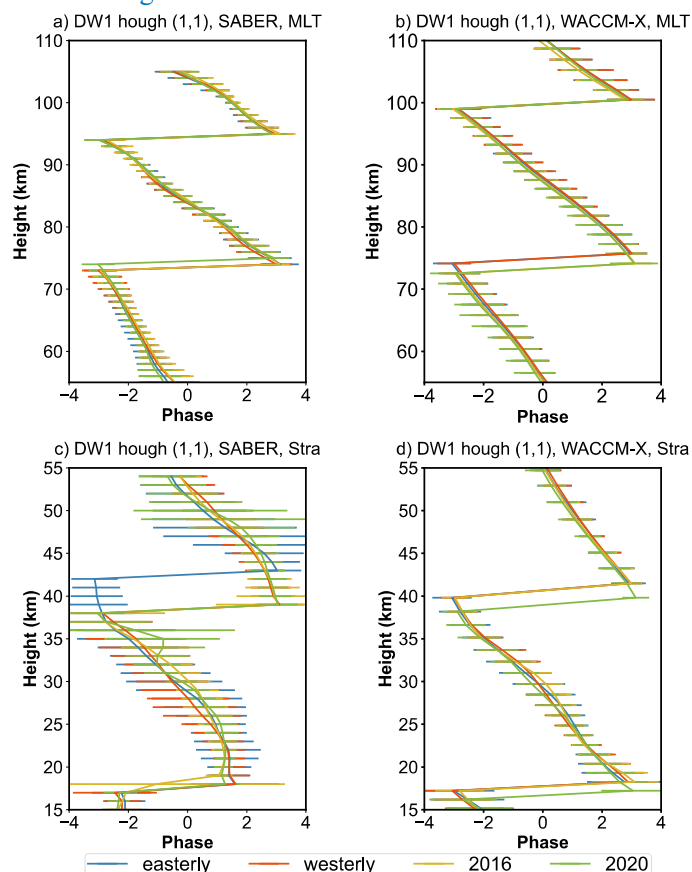 a) DW1 hough (1,1), SABER, MLT
b) DW1 hough (1,1), WACCM-X, MLT
110
100
90
80
70
60
Height (km)
−4 −2 0 2 4
Phase
110
100
90
80
70
60
Height (km)
−4 −2 0 2 4
Phase
c) DW1 hough (1,1), SABER, Stra
d) DW1 hough (1,1), WACCM-X, Stra
55
50
45
40
35
30
25
20
15
Height (km)
−4 −2 0 2 4
Phase
55
50
45
40
35
30
25
20
15
Height (km)
−4 −2 0 2 4
Phase
easterly westerly 2016 2020